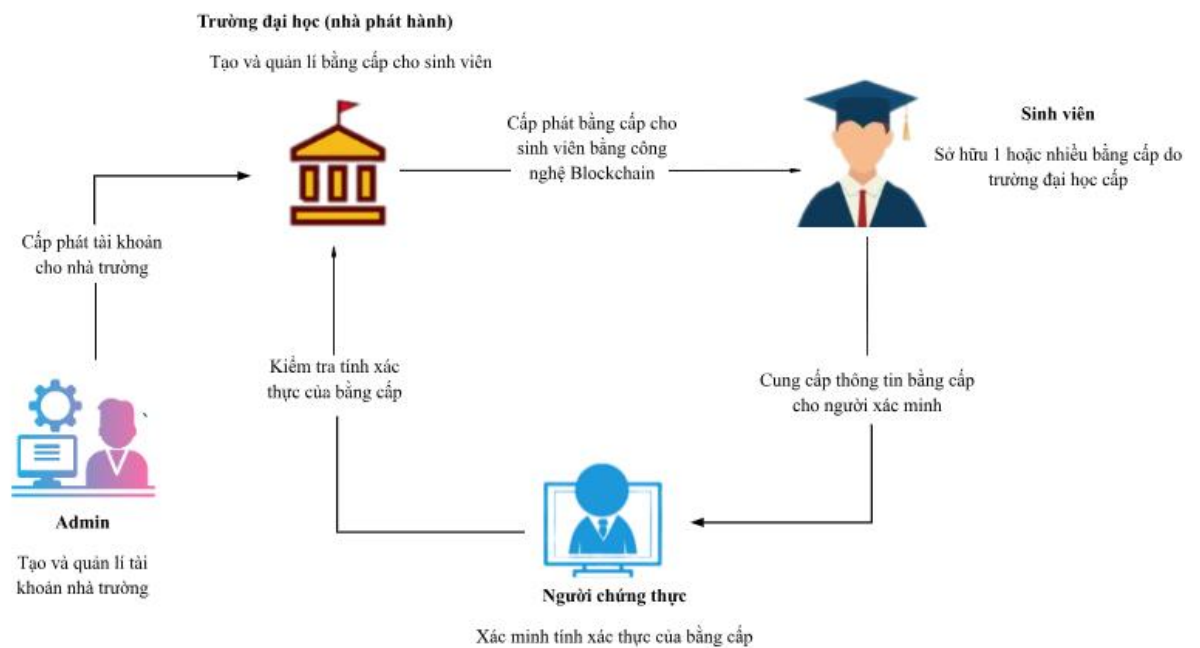 Trường đại học (nhà phát hành)
Tạo và quản lí bằng cấp cho sinh viên
Cấp phát bằng cấp cho
sinh viên bằng công
nghệ Blockchain
Sinh viên
Sở hữu 1 hoặc nhiều bằng cấp do
trường đại học cấp
Cấp phát tài khoản
cho nhà trường
Kiểm tra tính xác
thực của bằng cấp
Cung cấp thông tin bằng cấp
cho người xác minh
Admin
Tạo và quản lí tài
khoản nhà trường
Người chứng thực
Xác minh tính xác thực của bằng cấp